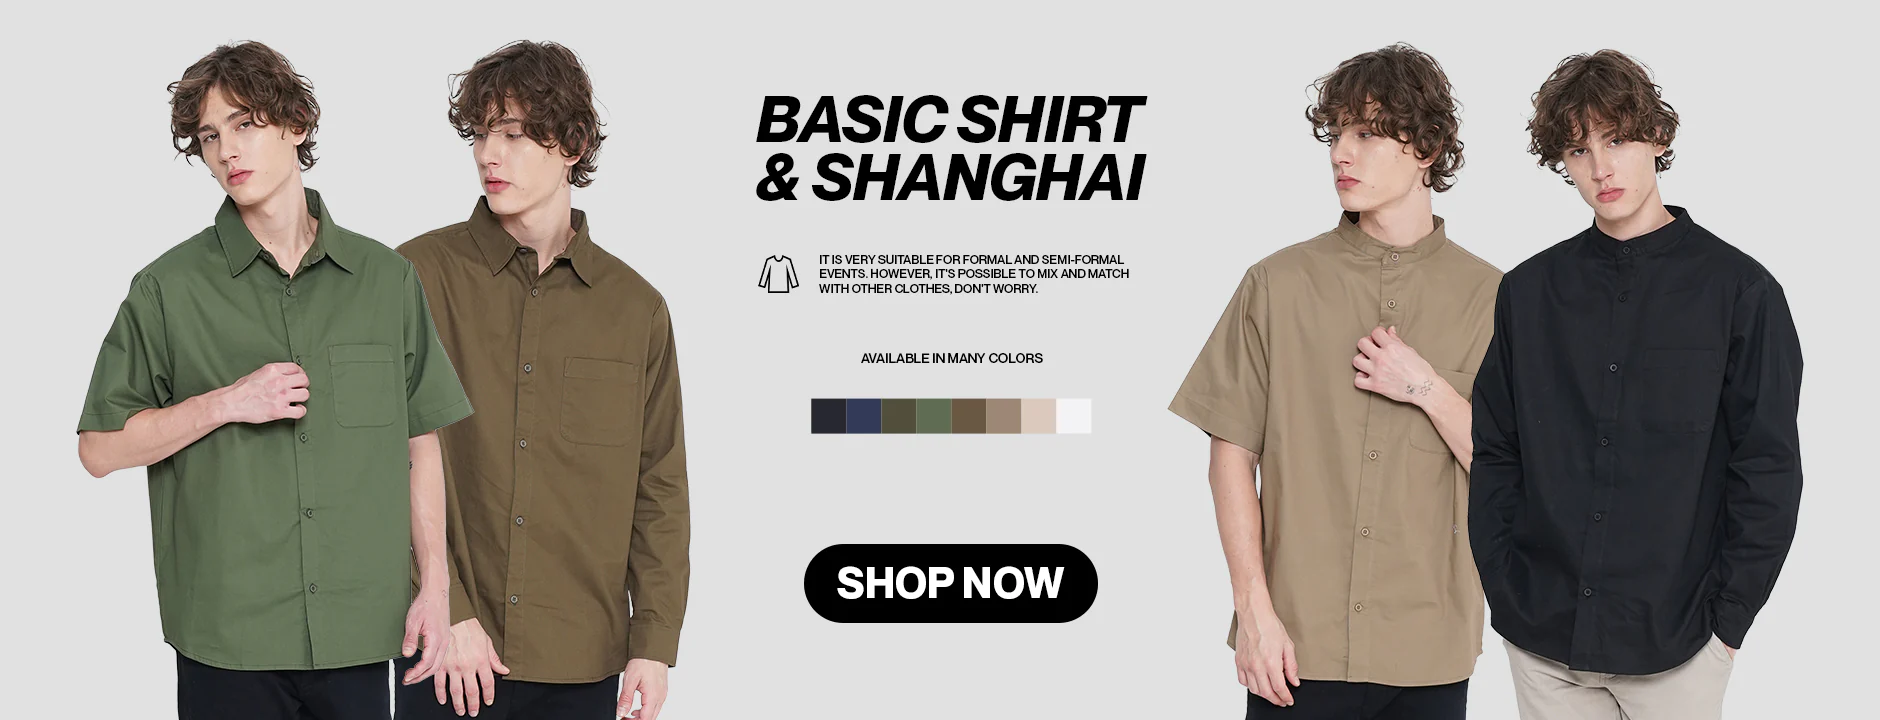 BASIC SHIRT
& SHANGHAI
IT IS VERY SUITABLE FOR FORMAL AND SEMI-FORMAL
EVENTS. HOWEVER, IT'S POSSIBLE TO MIX AND MATCH
WITH OTHER CLOTHES, DON'T WORRY.
AVAILABLE IN MANY COLORS
SHOP NOW